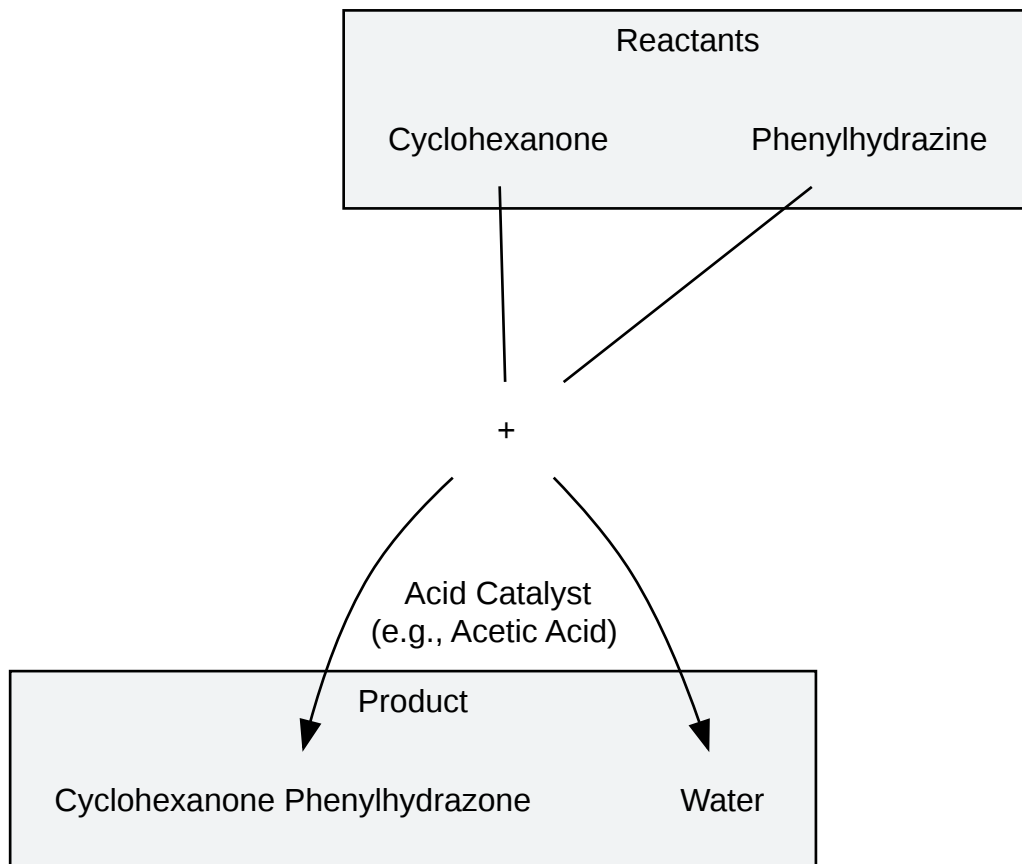 Reactants
Cyclohexanone
Phenylhydrazine
+
Acid Catalyst
(e.g., Acetic Acid)
Product
Cyclohexanone Phenylhydrazone
Water